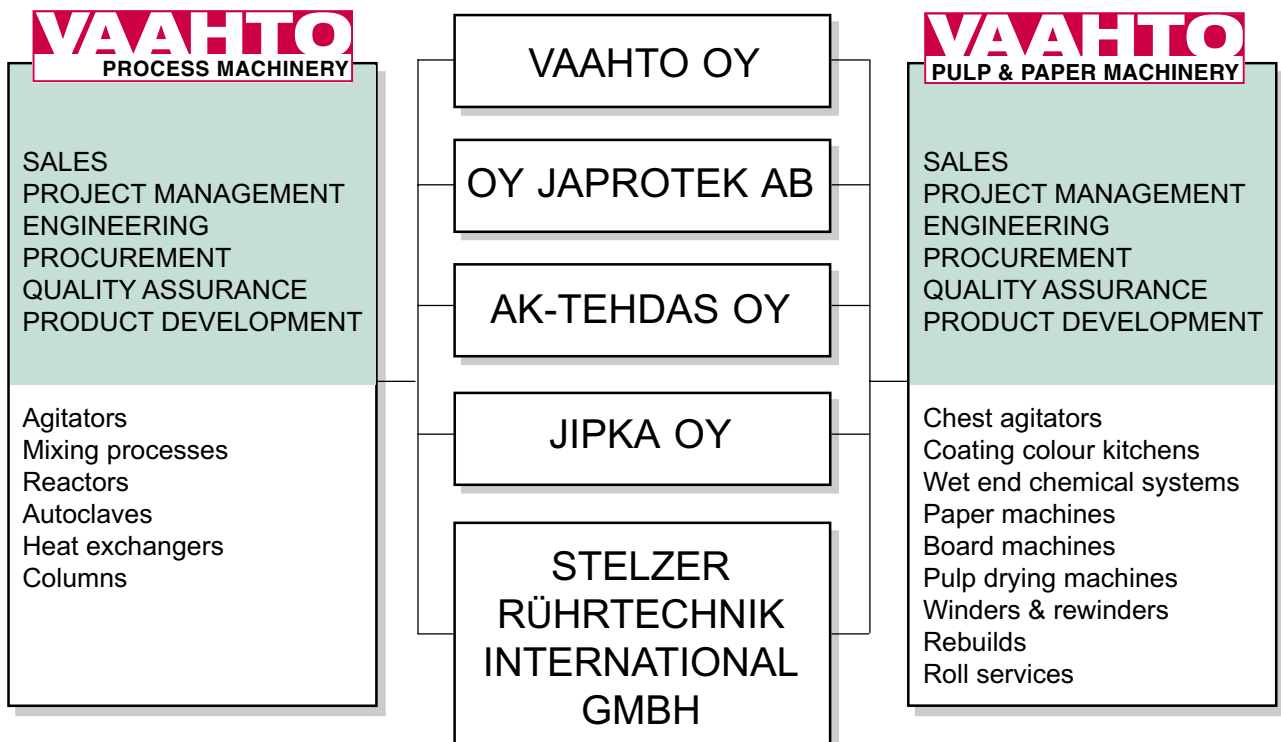 VAAHTO
PROCESS MACHINERY
SALES
PROJECT MANAGEMENT
ENGINEERING
PROCUREMENT
QUALITY ASSURANCE
PRODUCT DEVELOPMENT
Agitators
Mixing processes
Reactors
Autoclaves
Heat exchangers
Columns
VAAHTO OY
OY JAPROTEK AB
AK-TEHDAS OY
JIPKA OY
STELZER
RÜHRTECHNIK
INTERNATIONAL
GMBH
VAAHTO
PULP & PAPER MACHINERY
SALES
PROJECT MANAGEMENT
ENGINEERING
PROCUREMENT
QUALITY ASSURANCE
PRODUCT DEVELOPMENT
Chest agitators
Coating colour kitchens
Wet end chemical systems
Paper machines
Board machines
Pulp drying machines
Winders & rewinders
Rebuilds
Roll services